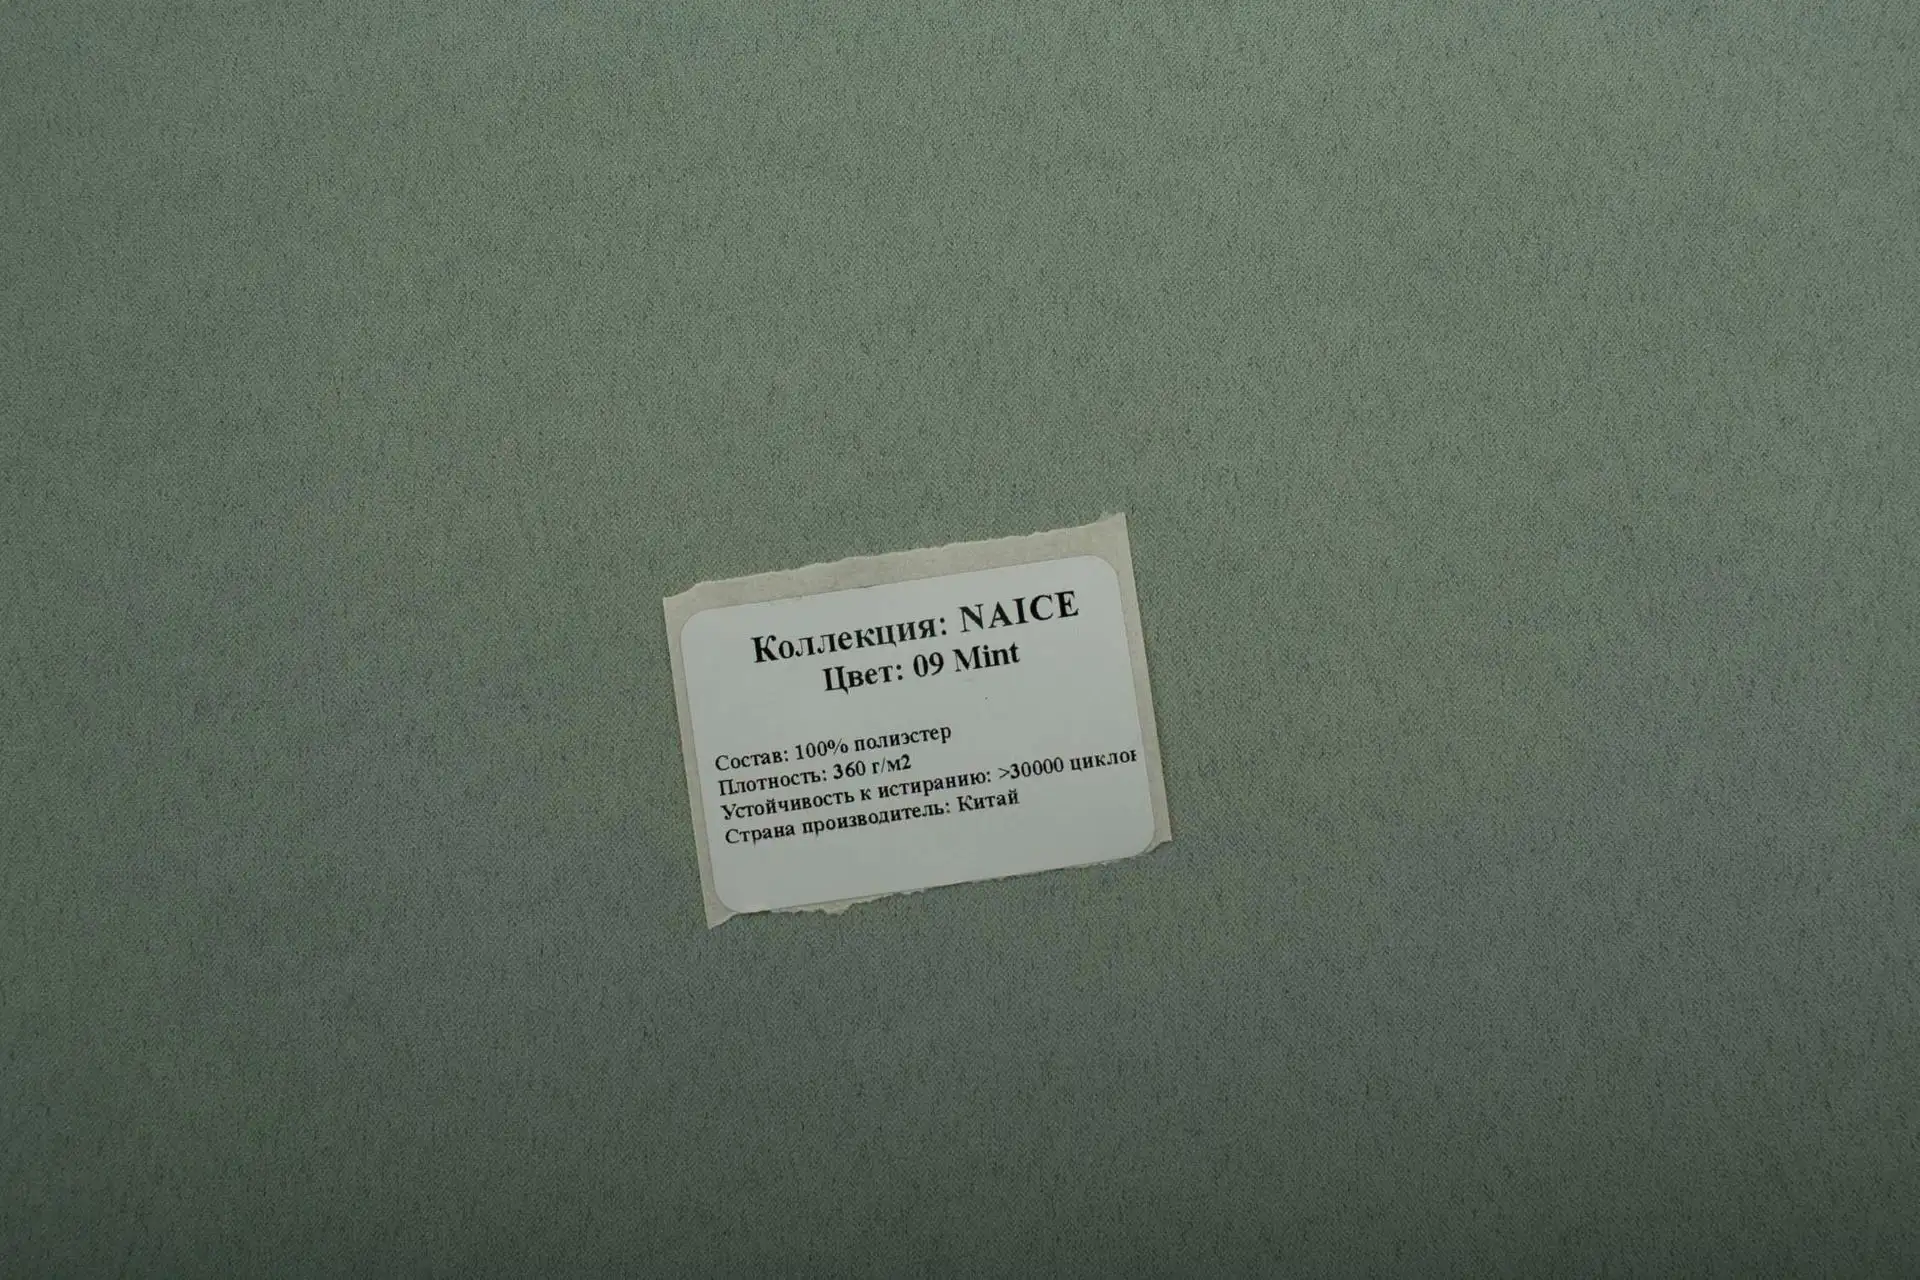 Коллекция: NAICE
Цвет: 09 Mint
Состав: 100% полиэстер
Плотность: 360 г/м2
Устойчивость к истиранию: >30000 циклов
Страна производитель: Китай